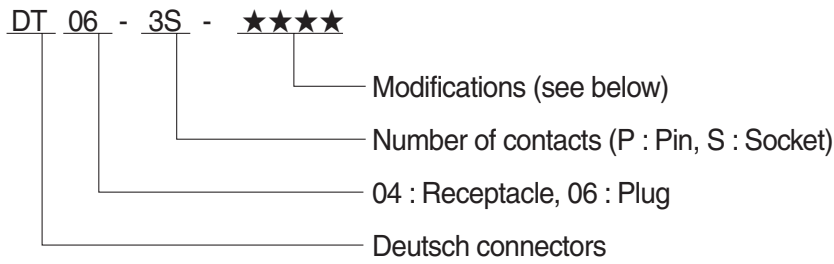 DT 06 - 3S - ★★★★
Modifications (see below)
Number of contacts (P : Pin, S : Socket)
04 : Receptacle, 06 : Plug
Deutsch connectors